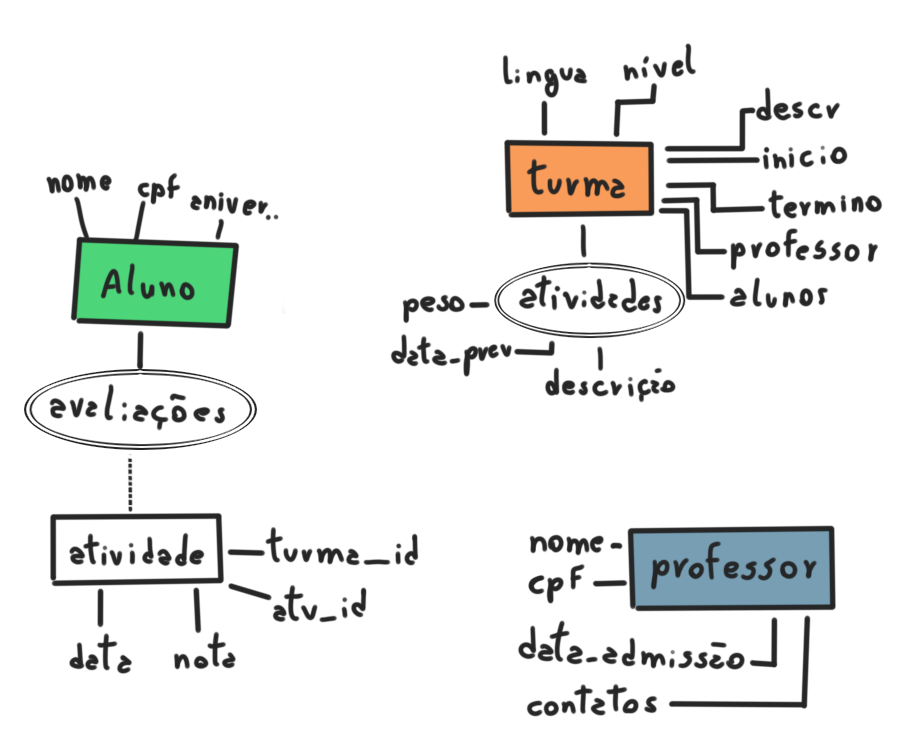 lingua
nível
descr
inicio
turma
termino
professor
alunos
atividades
peso
data_prev
descrição
nome
cpf
aniver..
Aluno
avaliações
atividade
turma_id
atv_id
data
nota
nome
cpf
professor
data_admissão
contatos